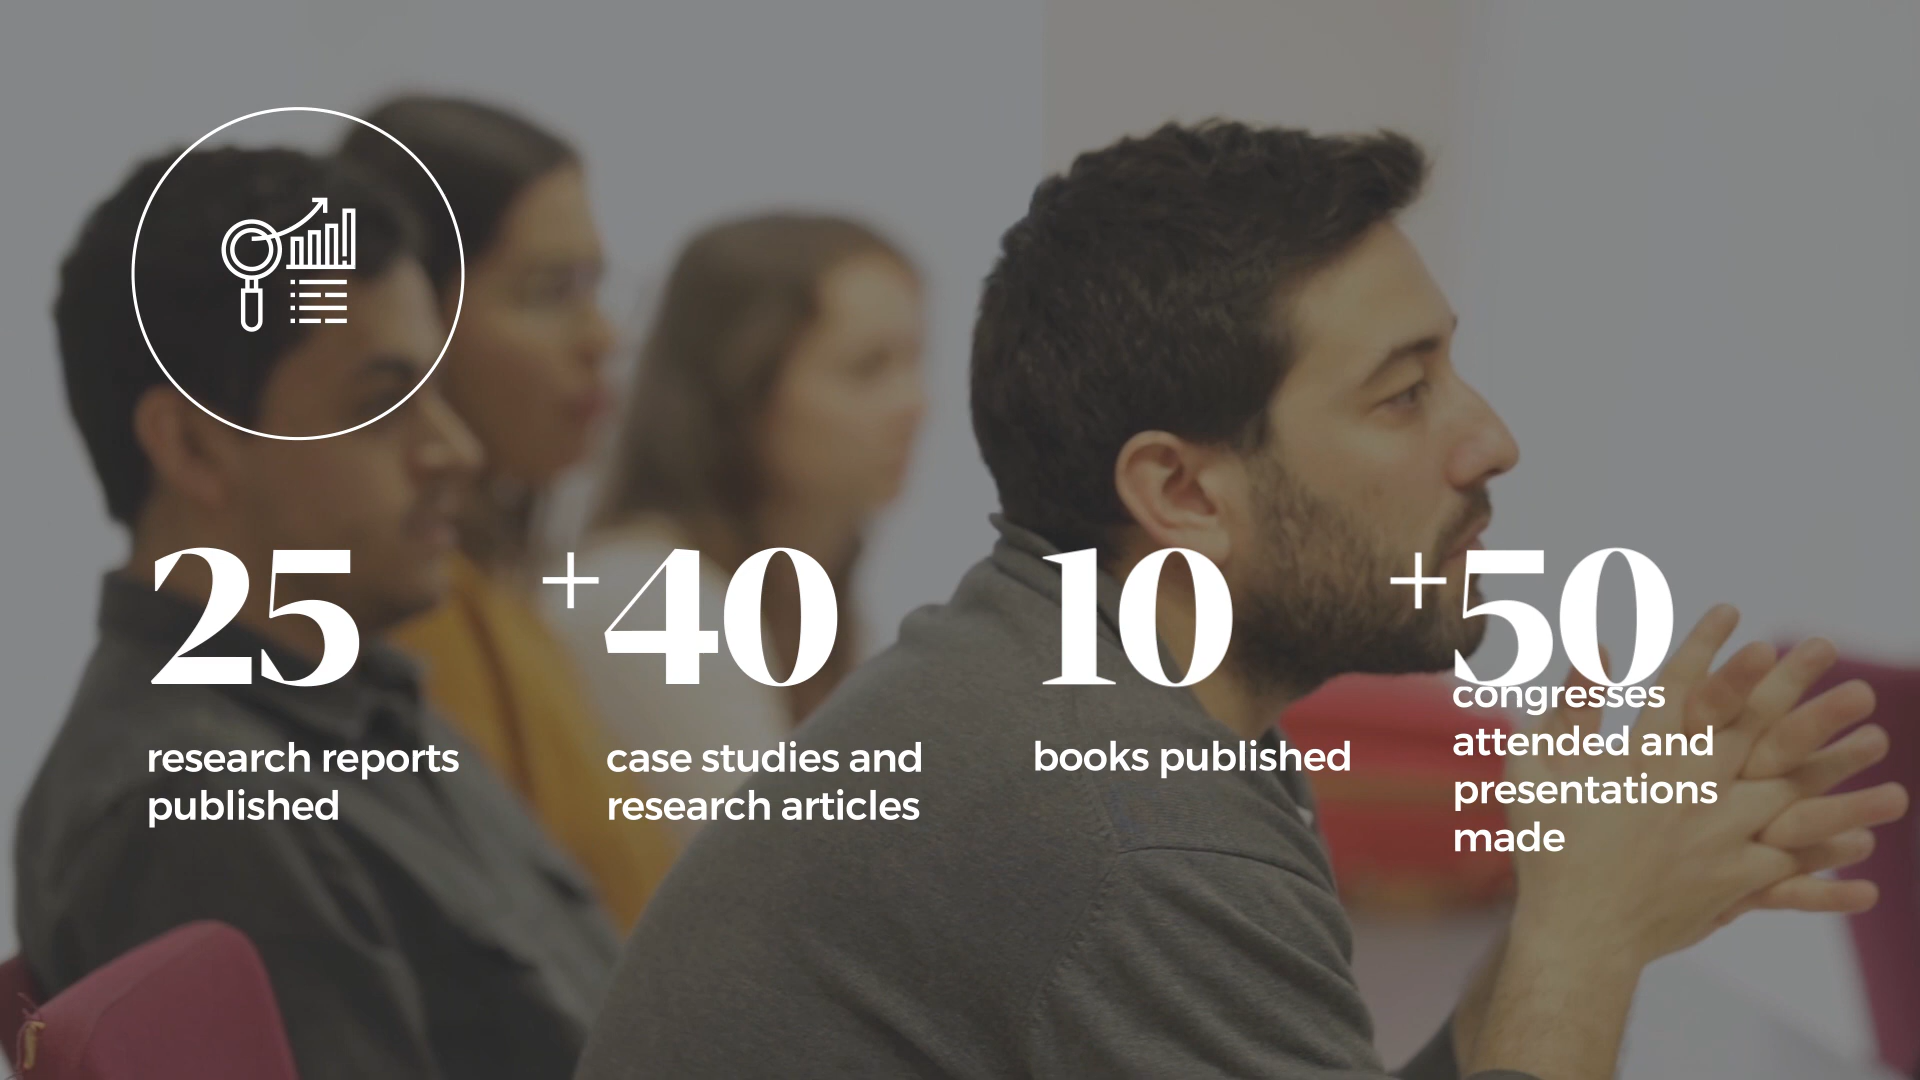 25
research reports
published
+40
case studies and
research articles
10
books published
+50
congresses
attended and
presentations
made